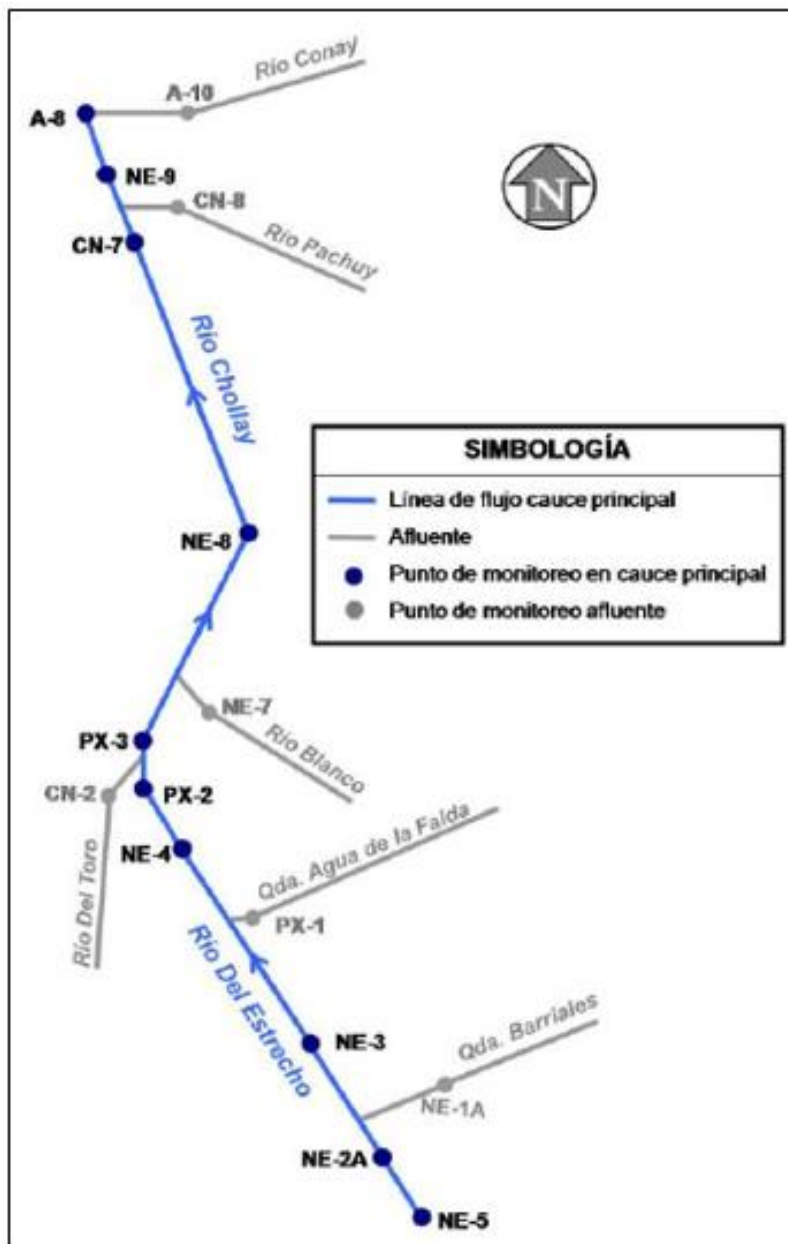 Río Conay
A-10
A-8
NE-9
CN-8
CN-7
Río Pachuy
N
Río Chollay
SIMBOLOGÍA
Línea de flujo cauce principal
Afluente
Punto de monitoreo en cauce principal
Punto de monitoreo afluente
NE-8
NE-7
Río Blanco
PX-3
CN-2
PX-2
NE-4
Río Del Toro
Qda. Agua de la Falda
PX-1
Río Del Estrecho
NE-3
Qda. Barriales
NE-1A
NE-2A
NE-5